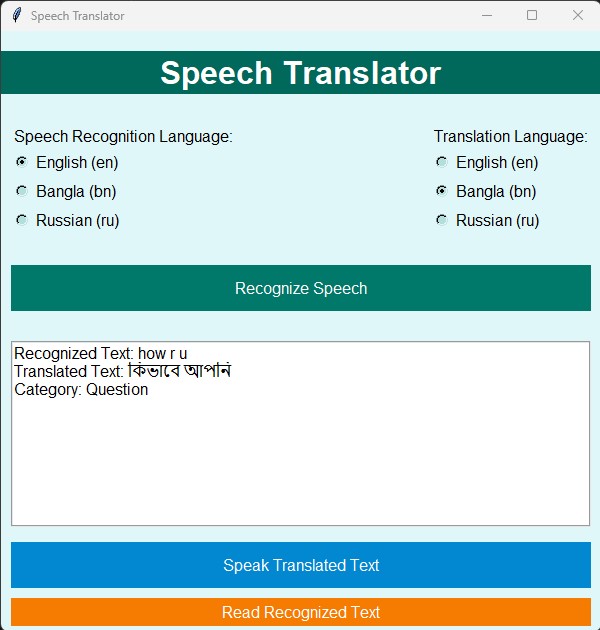 Speech Translator
Speech Translator
Speech Recognition Language:
English (en)
Bangla (bn)
Russian (ru)
Translation Language:
English (en)
Bangla (bn)
Russian (ru)
Recognize Speech
Recognized Text: how r u
Translated Text: কিভাবে আপনি
Category: Question
Speak Translated Text
Read Recognized Text